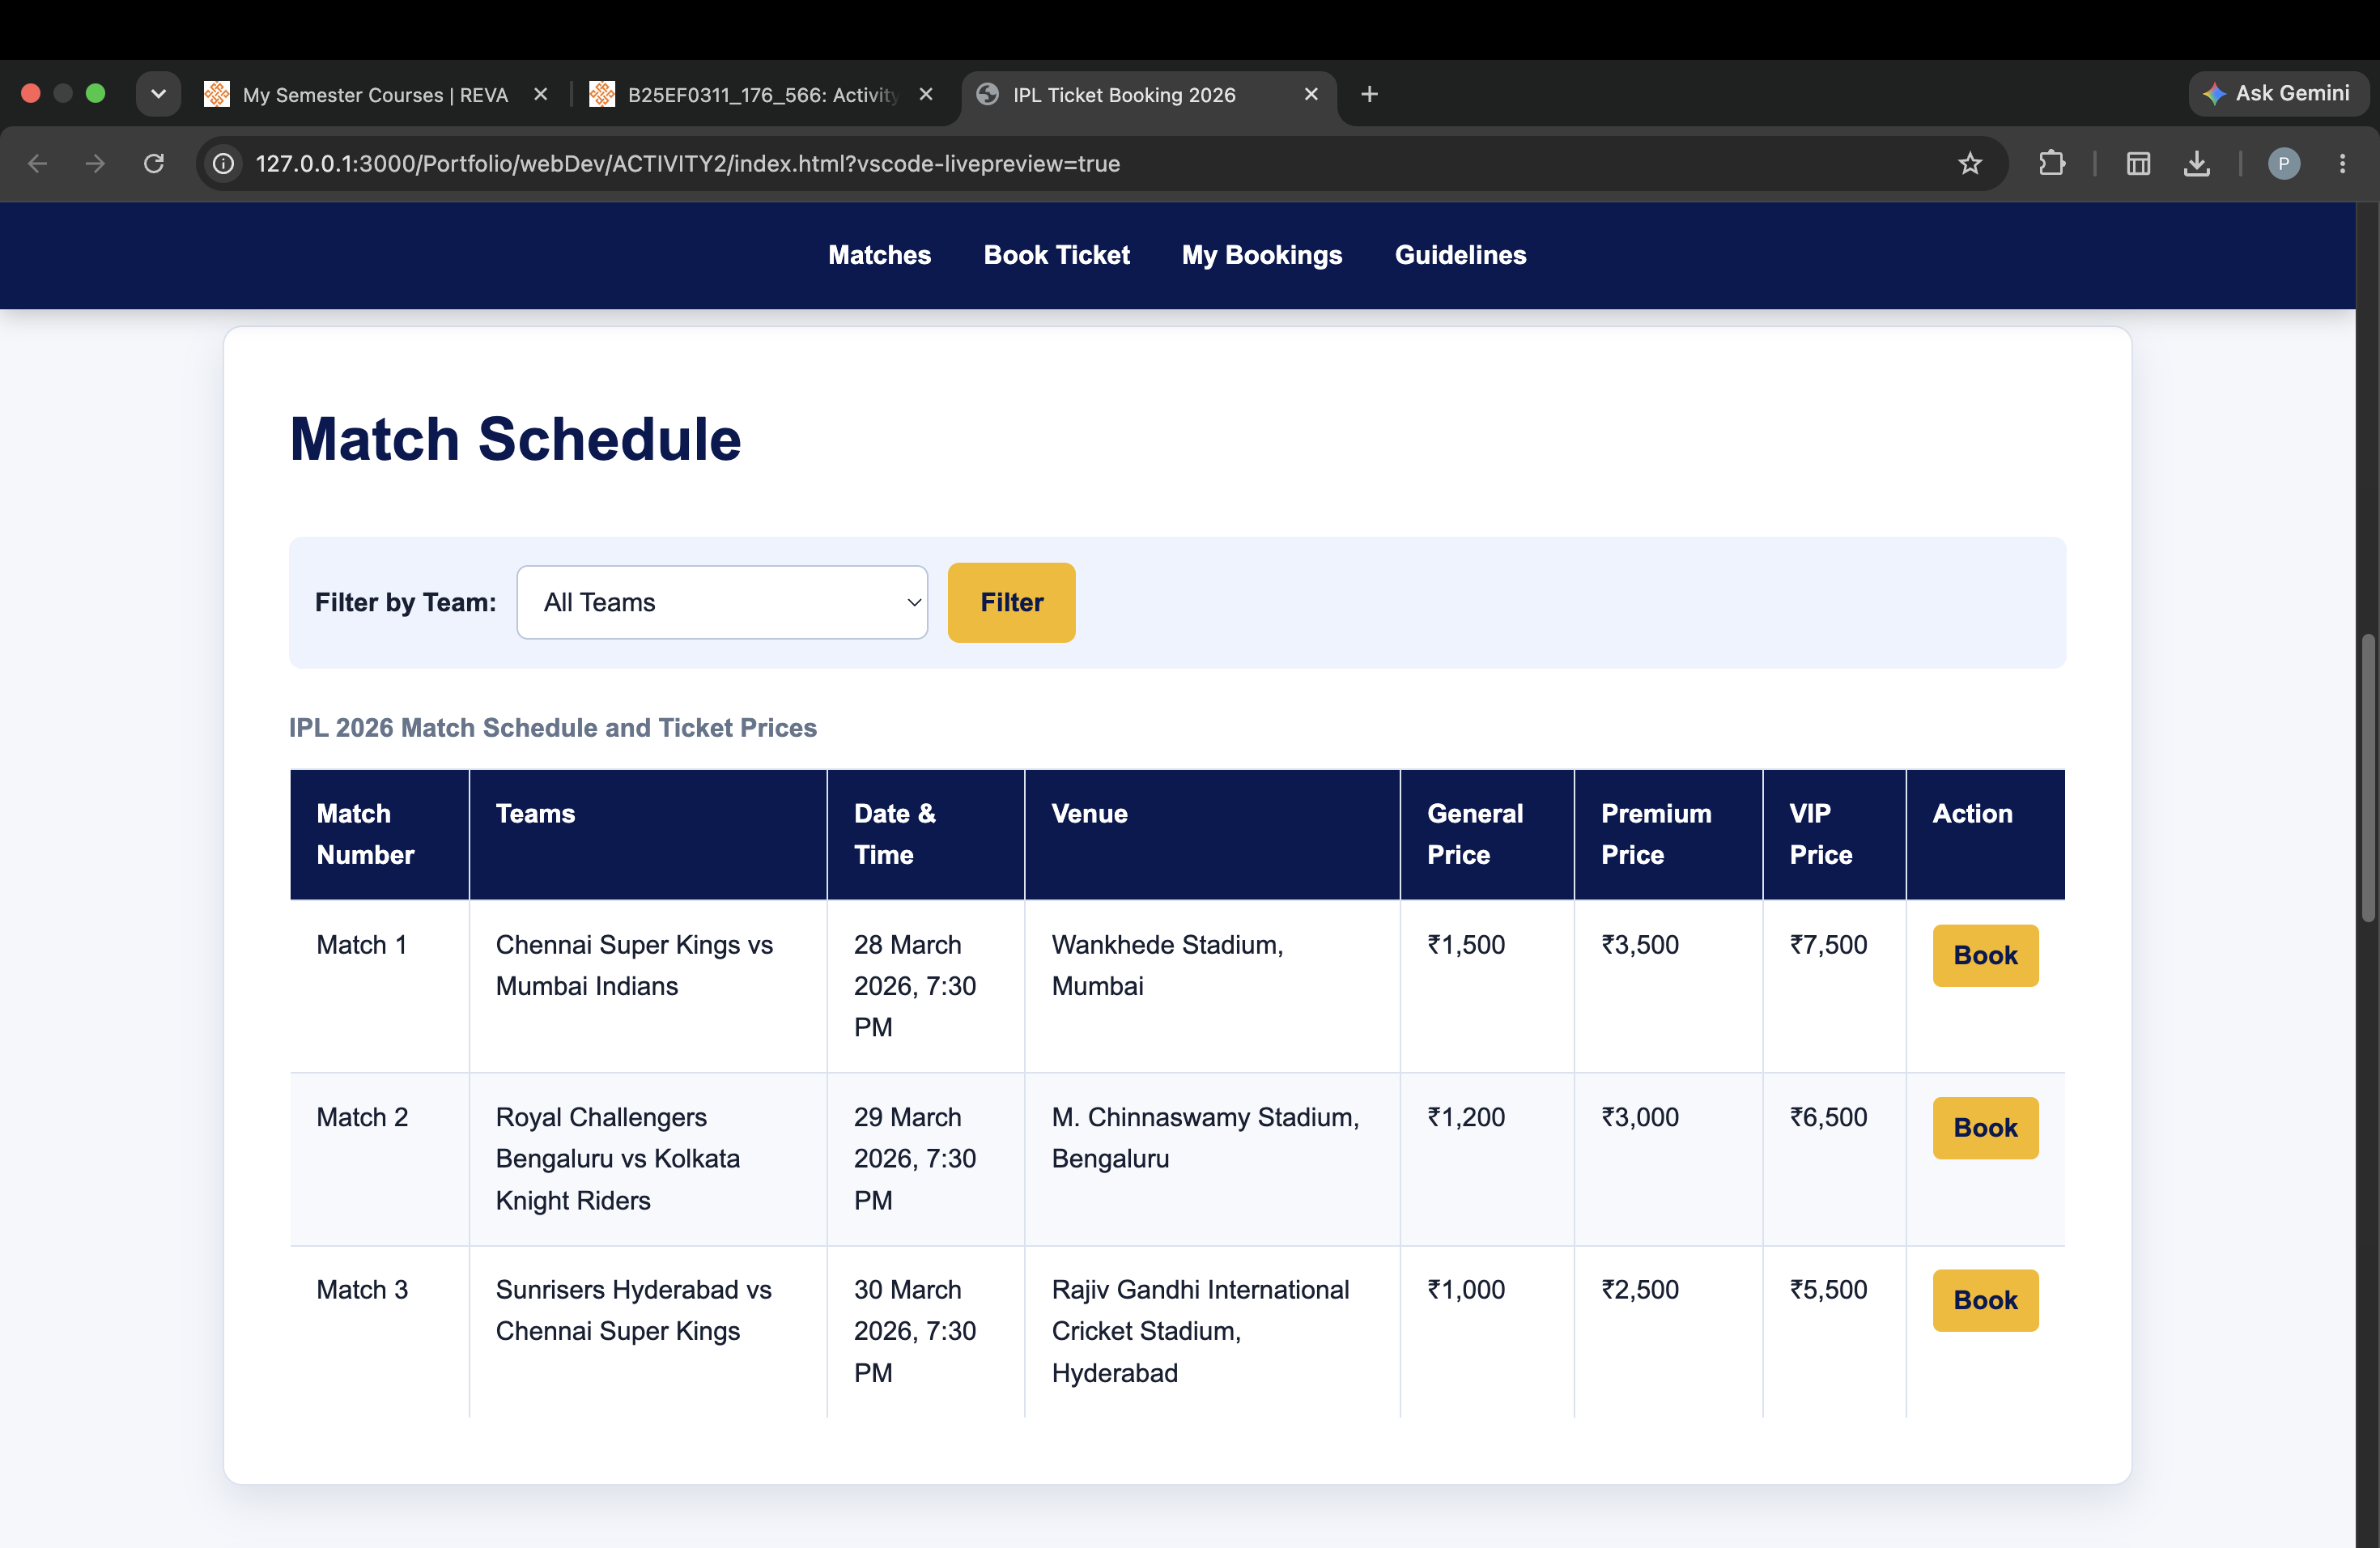 My Semester Courses | REVA
B25EF0311_176_566: Activity
IPL Ticket Booking 2026
Ask Gemini
127.0.0.1:3000/Portfolio/webDev/ACTIVITY2/index.html?vscode-livepreview=true
P
Matches Book Ticket My Bookings Guidelines
Match Schedule
Filter by Team: All Teams Filter
IPL 2026 Match Schedule and Ticket Prices
Match Number
Teams
Date & Time
Venue
General Price
Premium Price
VIP Price
Action
Match 1
Chennai Super Kings vs
Mumbai Indians
28 March
2026, 7:30
PM
Wankhede Stadium,
Mumbai
₹1,500
₹3,500
₹7,500
Book
Match 2
Royal Challengers
Bengaluru vs Kolkata
Knight Riders
29 March
2026, 7:30
PM
M. Chinnaswamy Stadium,
Bengaluru
₹1,200
₹3,000
₹6,500
Book
Match 3
Sunrisers Hyderabad vs
Chennai Super Kings
30 March
2026, 7:30
PM
Rajiv Gandhi International
Cricket Stadium,
Hyderabad
₹1,000
₹2,500
₹5,500
Book